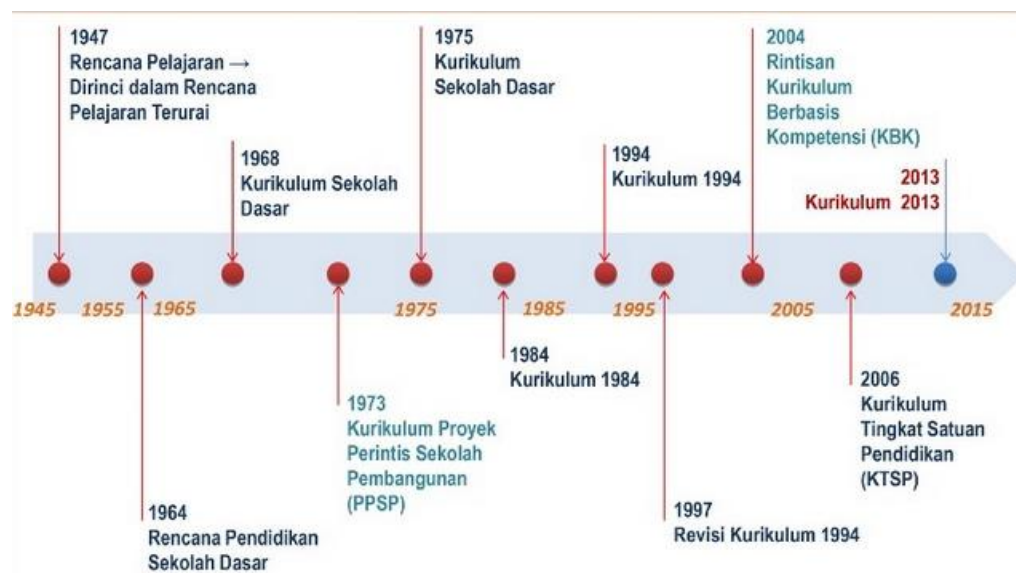 1947
Rencana Pelajaran →
Dirinci dalam Rencana
Pelajaran Terurai
1968
Kurikulum Sekolah
Dasar
1975
Kurikulum
Sekolah Dasar
1994
Kurikulum 1994
2004
Rintisan
Kurikulum
Berbasis
Kompetensi (KBK)
2013
Kurikulum 2013
1945
1955
1965
1975
1985
1995
2005
2015
1964
Rencana Pendidikan
Sekolah Dasar
1973
Kurikulum Proyek
Perintis Sekolah
Pembangunan
(PPSP)
1984
Kurikulum 1984
1997
Revisi Kurikulum 1994
2006
Kurikulum
Tingkat Satuan
Pendidikan
(KTSP)